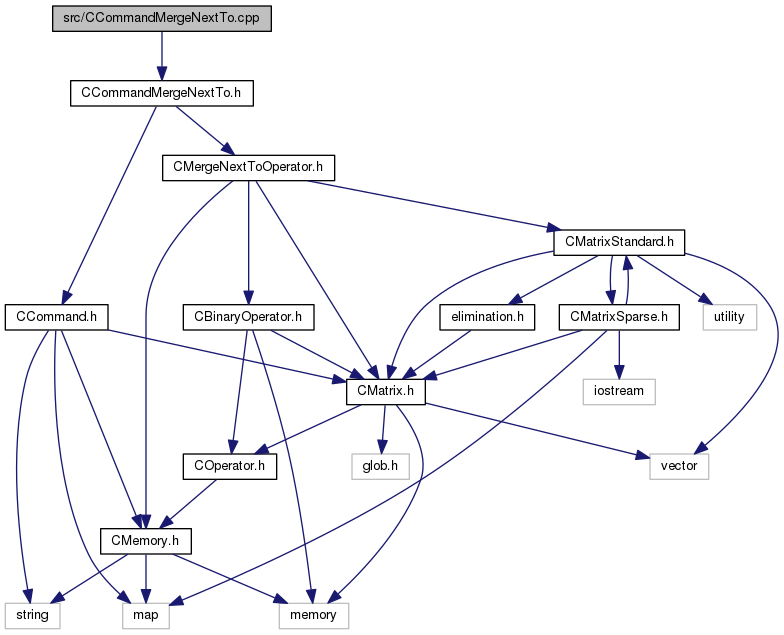 src/CCommandMergeNextTo.cpp
CCommandMergeNextTo.h
CMergeNextToOperator.h
CMatrixStandard.h
CCommand.h
CBinaryOperator.h
elimination.h
CMatrixSparse.h
utility
CMatrix.h
iostream
COperator.h
glob.h
vector
CMemory.h
string
map
memory